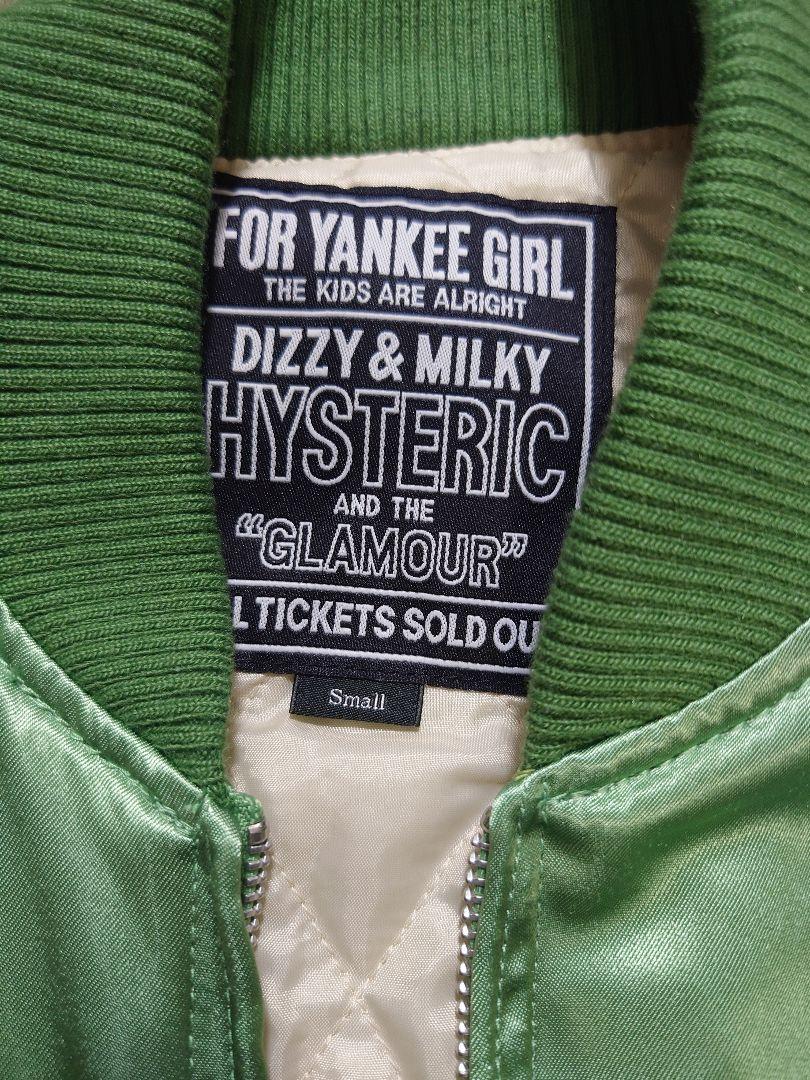 FOR YANKEE GIRL
THE KIDS ARE ALRIGHT
DIZZY & MILKY
HYSTERIC
AND THE
"GLAMOUR"
L TICKETS SOLD OU
Small